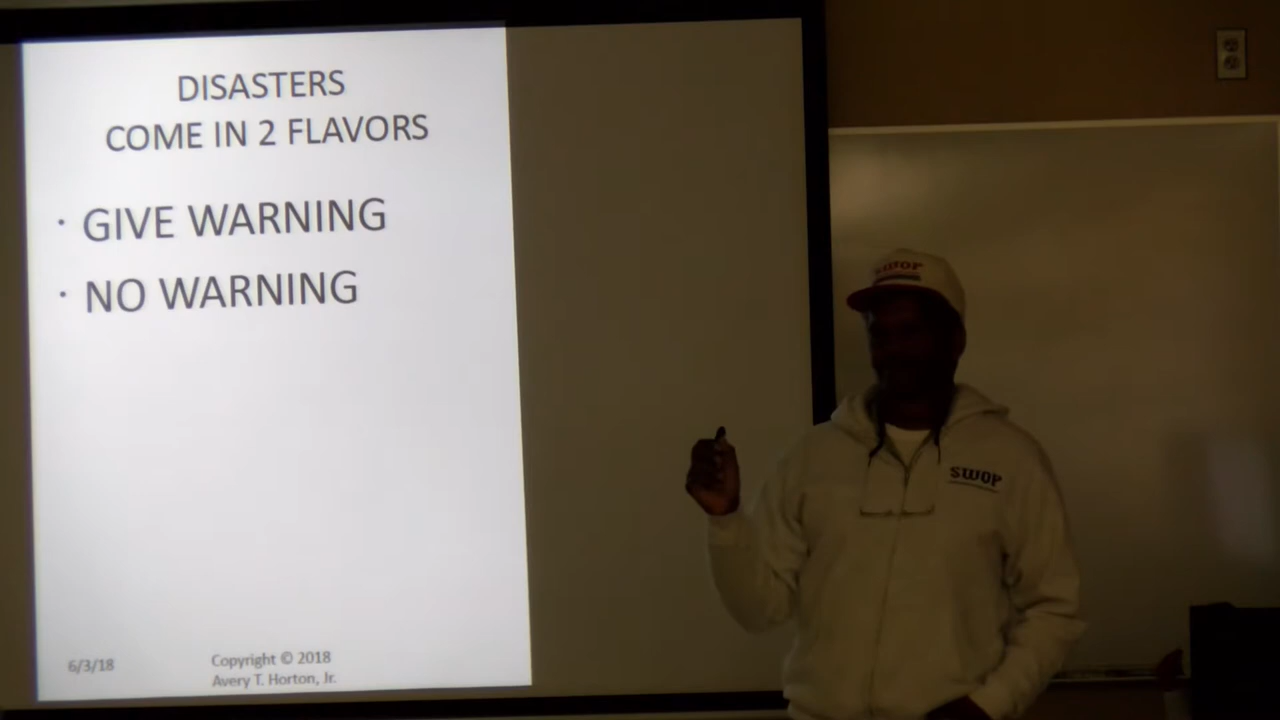 DISASTERS
COME IN 2 FLAVORS
· GIVE WARNING
· NO WARNING
6/3/18
Copyright © 2018
Avery T. Horton, Jr.
SWOP
SWOP